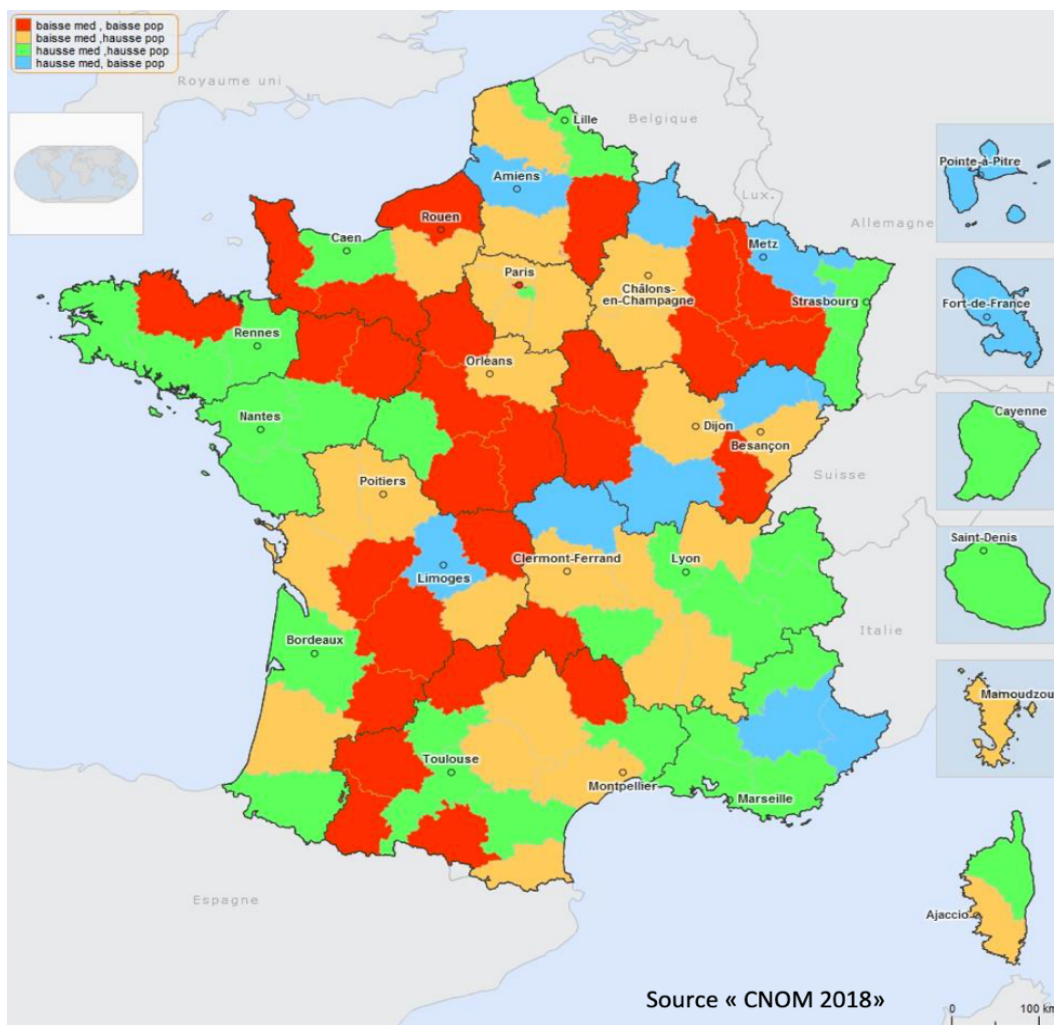 baisse med , baisse pop
baisse med ,hausse pop
hausse med ,hausse pop
hausse med, baisse pop
Royaume uni
Belgique
Lille
Amiens
Lux.
Allemagne
Pointe-à-Pitre
Rouen
Caen
Metz
Paris
Châlons-
en-Champagne
Strasbourg
Fort-de-France
Rennes
Orléans
Nantes
Dijon
Besançon
Cayenne
Suisse
Poitiers
Saint-Denis
Clermont-Ferrand
Lyon
Limoges
Italie
Bordeaux
Mamoudzou
Toulouse
Montpellier
Marseille
Espagne
Ajaccio
Source « CNOM 2018»
0 100 km